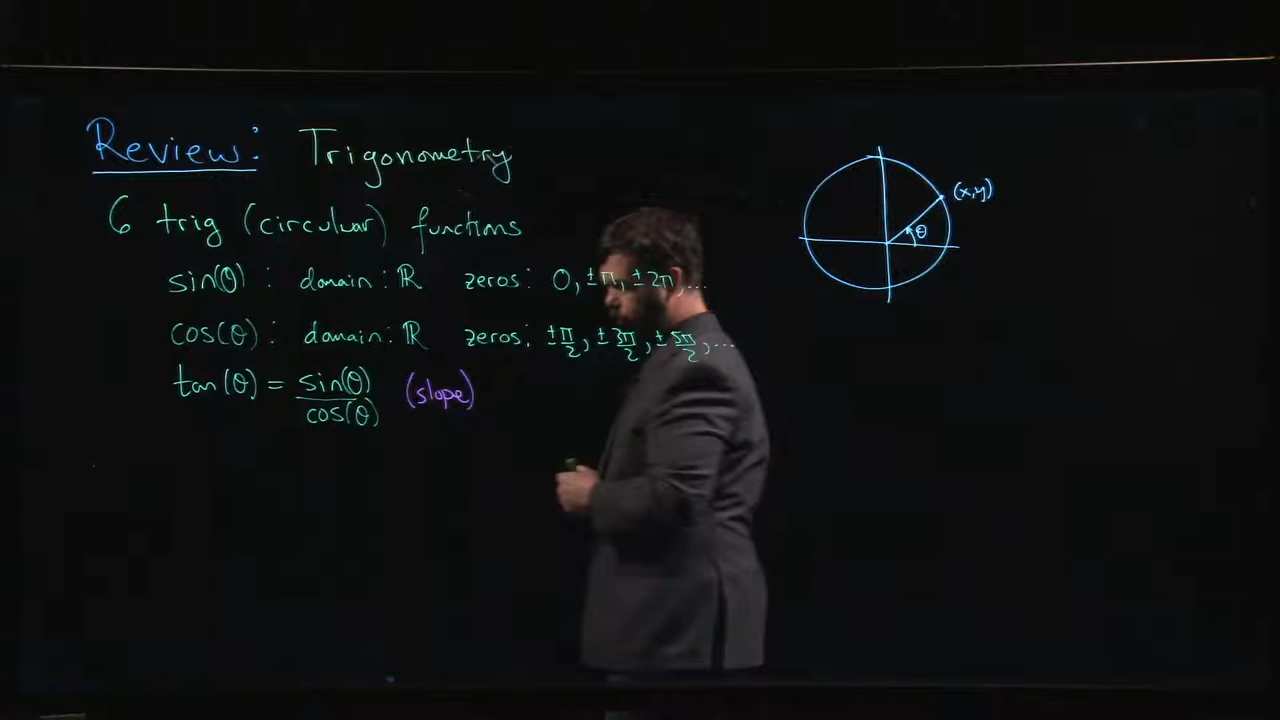 Review: Trigonometry
6 trig (circular) functions
sin(θ) : domain : ℝ zeros: 0, ±π, ±2π, ...
cos(θ) : domain : ℝ zeros: ±π/2, ±3π/2, ±5π/2, ...
tan(θ) = sin(θ)/cos(θ) (slope)
(x,y)
θ